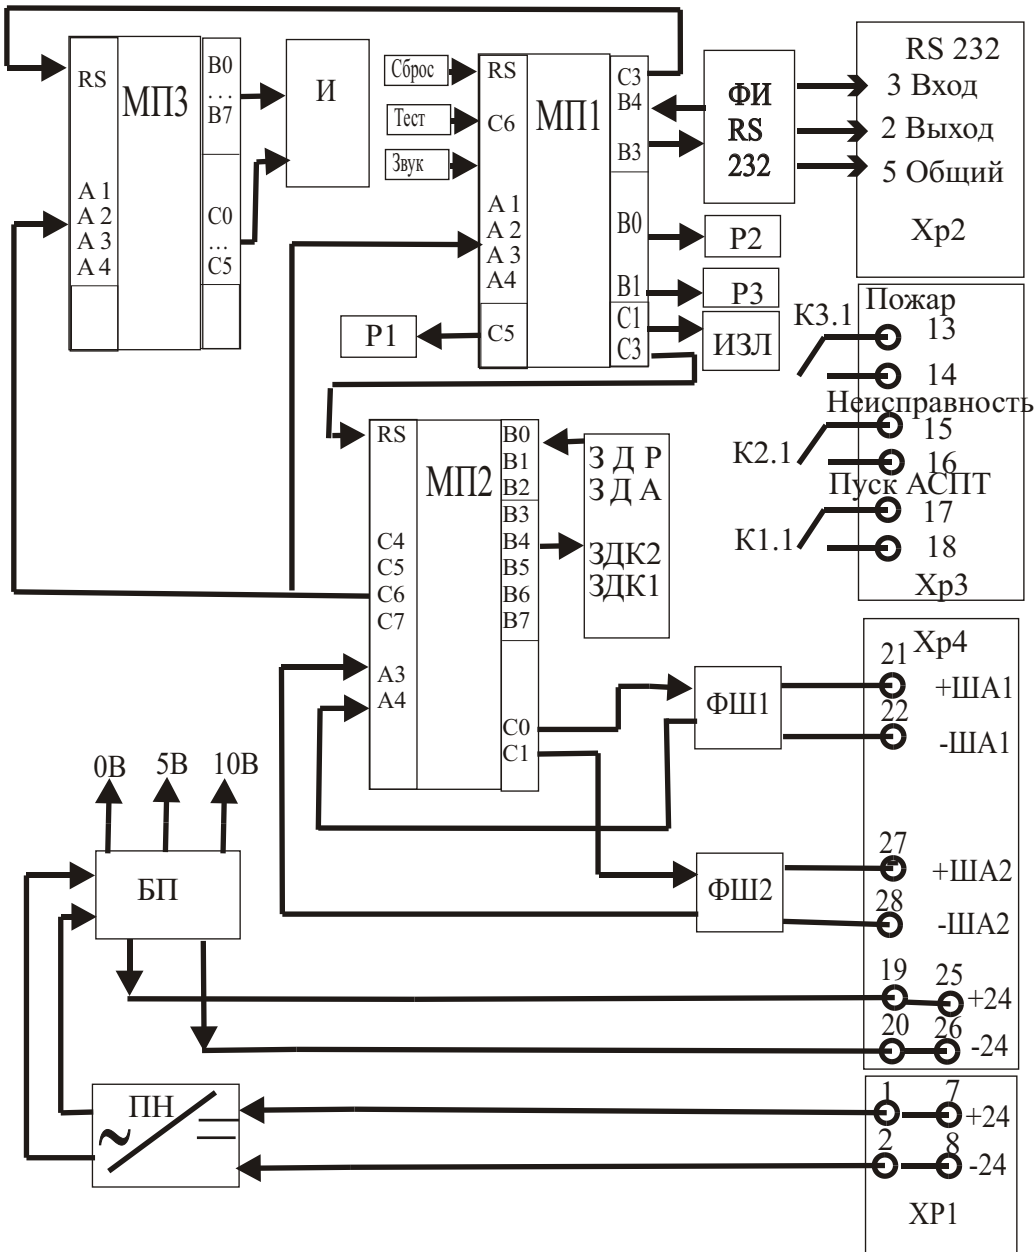 RS
МП3
B0
...
B7
A 1
A 2
A 3
A 4
C0
...
C5
И
Сброс
Тест
Звук
RS
C6
МП1
C3
B4
B3
A 1
A 2
A 3
A4
B0
B1
C5
C1
C3
ФИ
RS
232
RS 232
3 Вход
2 Выход
5 Общий
Хр2
Р1
Р2
Р3
ИЗЛ
К3.1
Пожар
13
14
Неисправность
К2.1
15
16
Пуск АСПТ
К1.1
17
18
Хр3
RS
МП2
B0
B1
B2
B3
B4
B5
B6
B7
C4
C5
C6
C7
A3
A4
C0
C1
З Д Р
З Д А
ЗДК2
ЗДК1
ФШ1
ФШ2
Хр4
21
+ША1
22
-ША1
27
+ША2
28
-ША2
19
25
+24
20
26
-24
0В
5В
10В
БП
ПН
~
1
7
+24
2
8
-24
ХР1